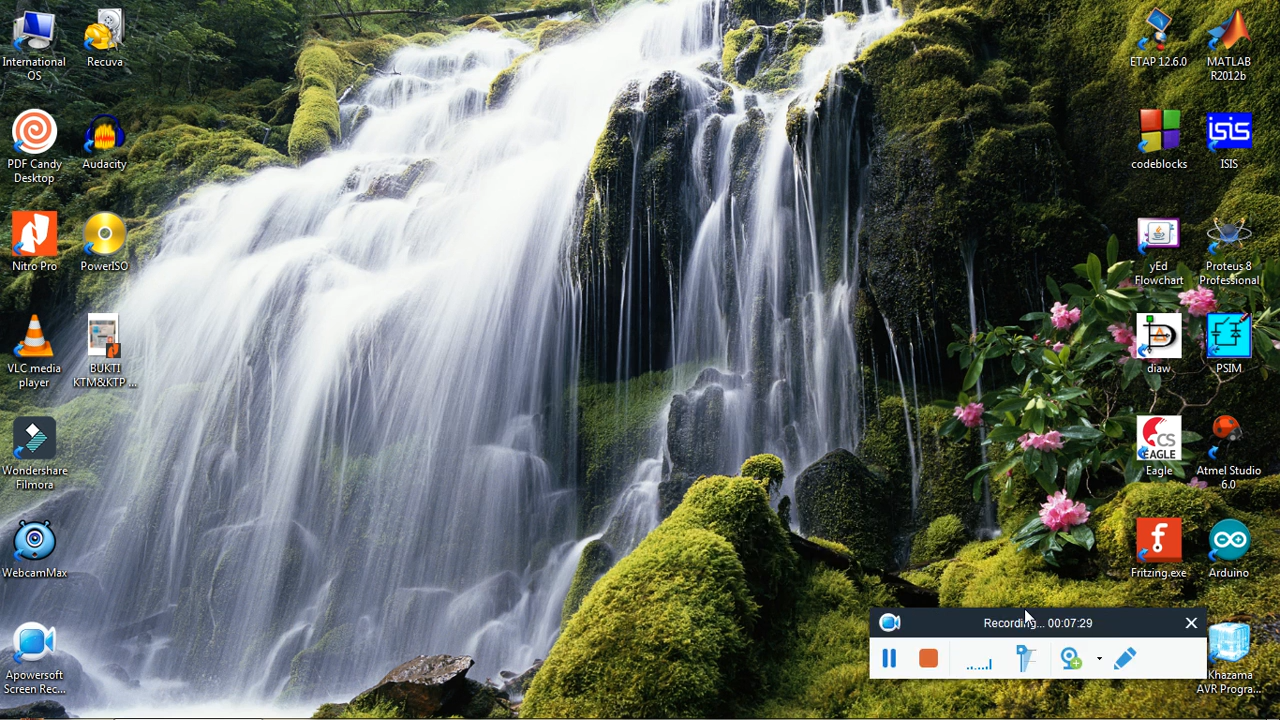 International
OS
Recuva
ETAP 12.6.0
MATLAB
R2012b
PDF Candy
Desktop
Audacity
codeblocks
isis
ISIS
Nitro Pro
PowerISO
yEd
Flowchart
Proteus 8
Professional
VLC media
player
BUKTI
KTM&KTP ...
diaw
PSIM
Wondershare
Filmora
CS
EAGLE
Eagle
Atmel Studio
6.0
WebcamMax
f
Fritzing.exe
Arduino
Recording... 00:07:29
Apowersoft
Screen Rec...
Khazama
AVR Progra...